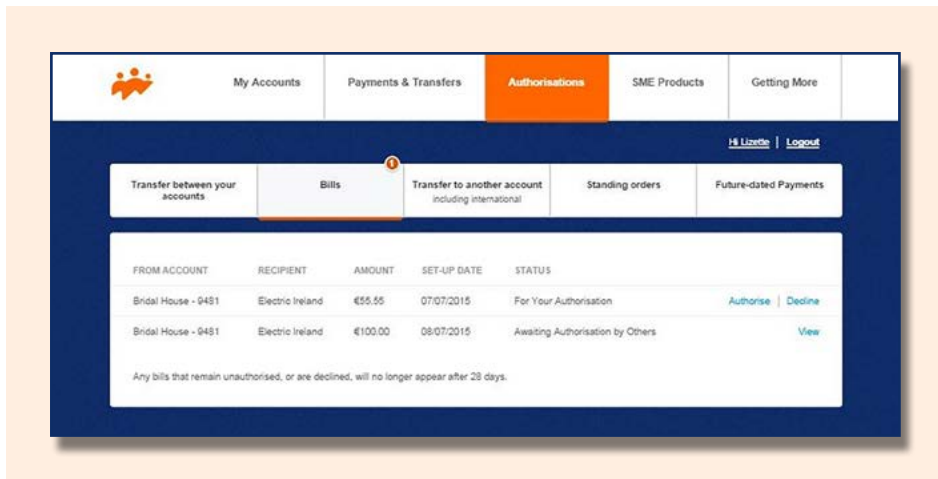 My Accounts Payments & Transfers Authorisations SME Products Getting More
Hi Lizette | Logout
1
Transfer between your accounts Bills Transfer to another account including international Standing orders Future-dated Payments
FROM ACCOUNT RECIPIENT AMOUNT SET-UP DATE STATUS
Bridal House - 9481 Electric Ireland €55.55 07/07/2015 For Your Authorisation Authorise | Decline
Bridal House - 9481 Electric Ireland €100.00 08/07/2015 Awaiting Authorisation by Others View
Any bills that remain unauthorised, or are declined, will no longer appear after 28 days.